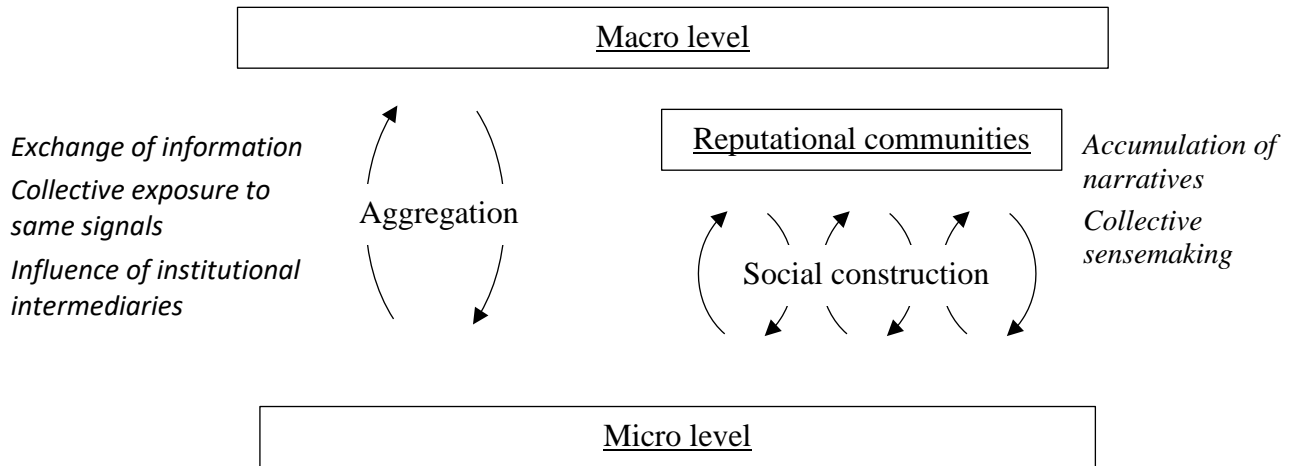 Macro level
Reputational communities
Exchange of information
Collective exposure to
same signals
Influence of institutional
intermediaries
Aggregation
Social construction
Accumulation of
narratives
Collective
sensemaking
Micro level